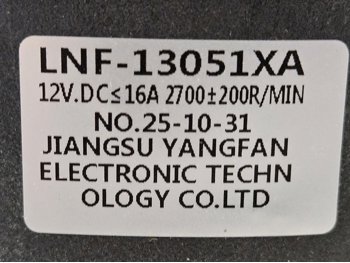 LNF-13051XA
12V.DC≤16A 2700±200R/MIN
NO.25-10-31
JIANGSU YANGFAN
ELECTRONIC TECHN
OLOGY CO.LTD